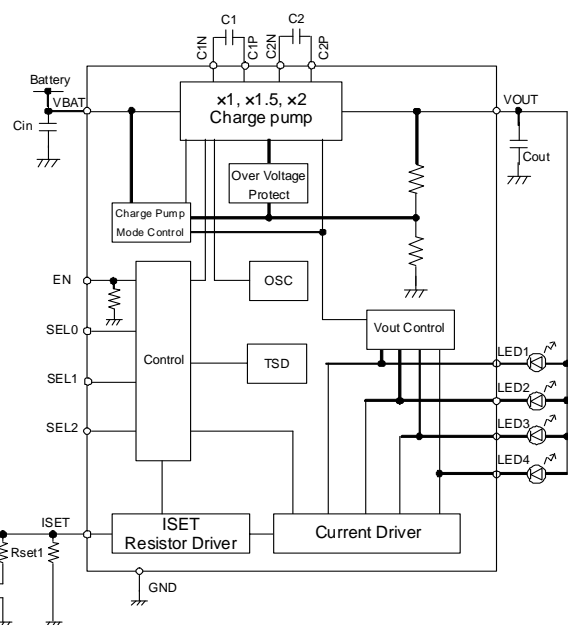 C1
C2
C1N
C1P
C2N
C2P
Battery
VBAT
Cin
×1, ×1.5, ×2
Charge pump
VOUT
Cout
Over Voltage
Protect
Charge Pump
Mode Control
EN
OSC
SEL0
Vout Control
Control
TSD
LED1
SEL1
LED2
SEL2
LED3
LED4
ISET
Rset1
ISET
Resistor Driver
Current Driver
GND